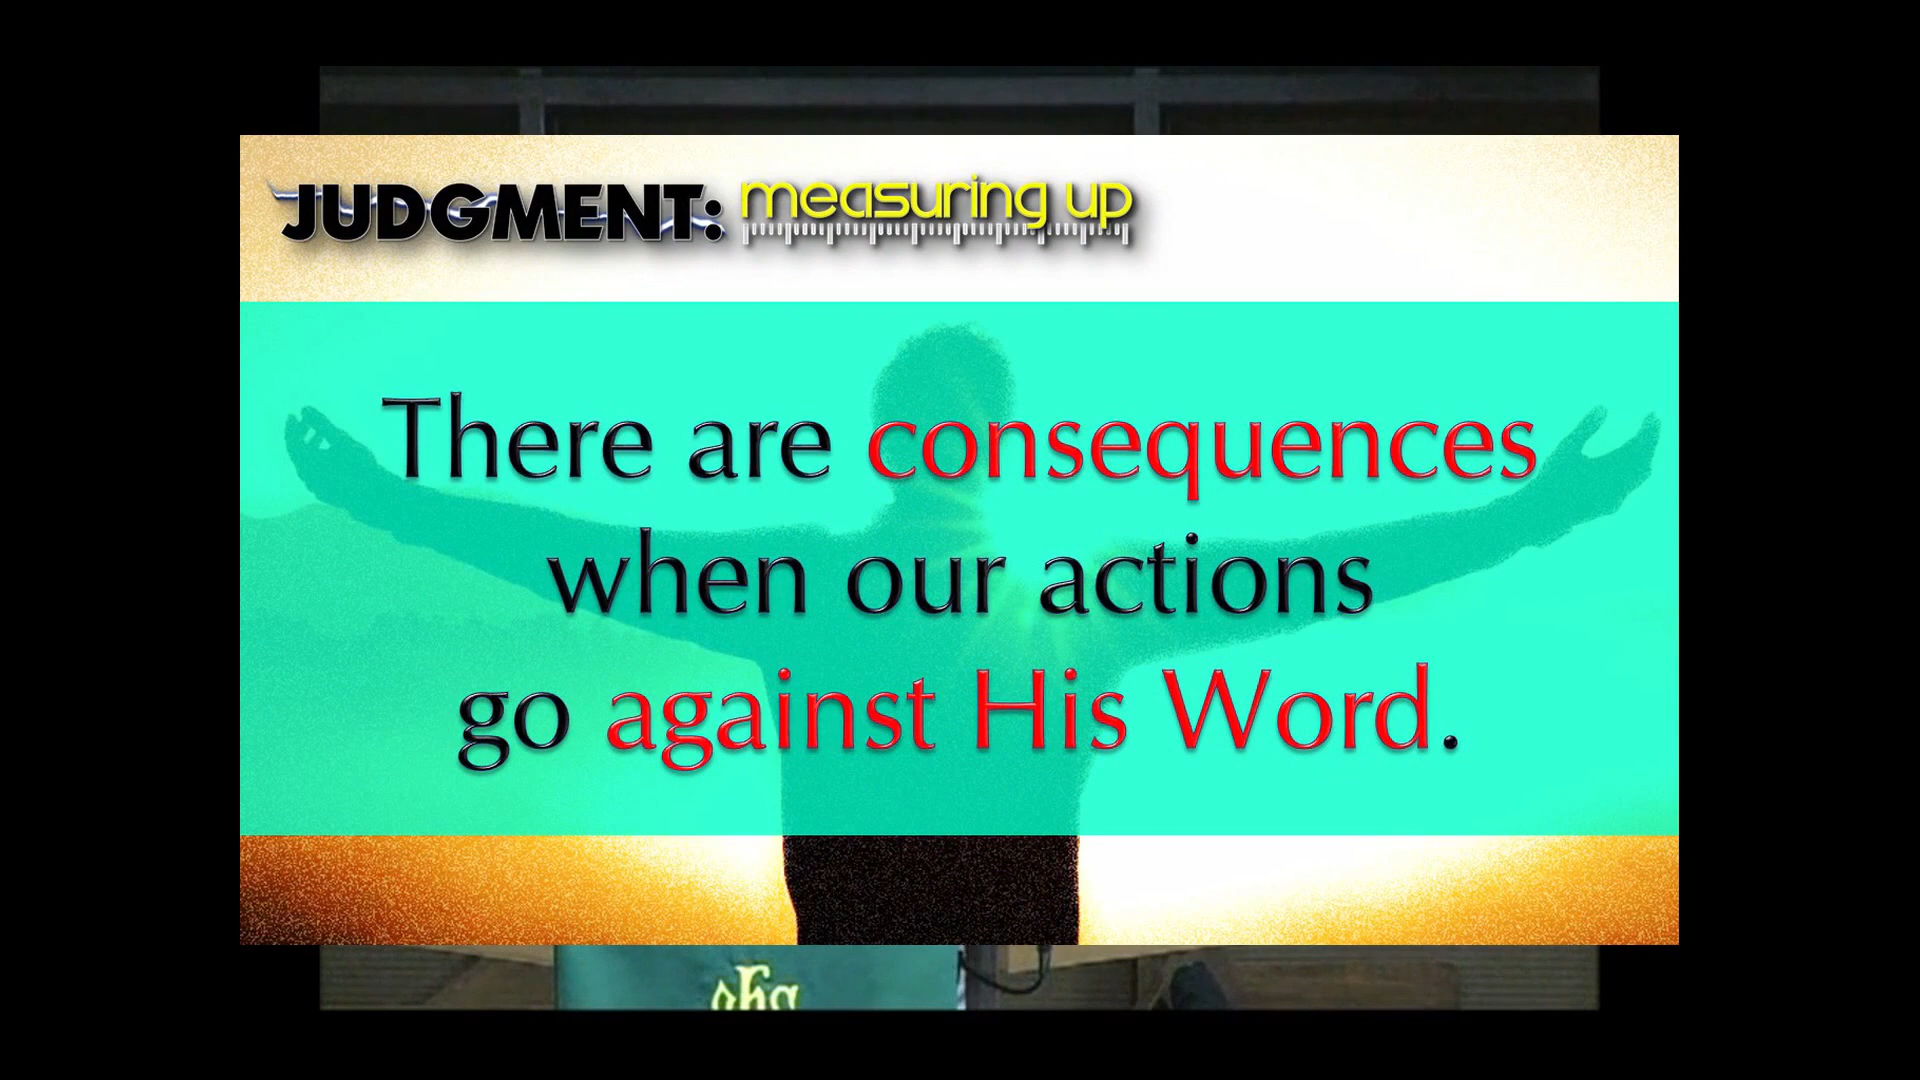 JUDGMENT: measuring up
There are consequences
when our actions
go against His Word.